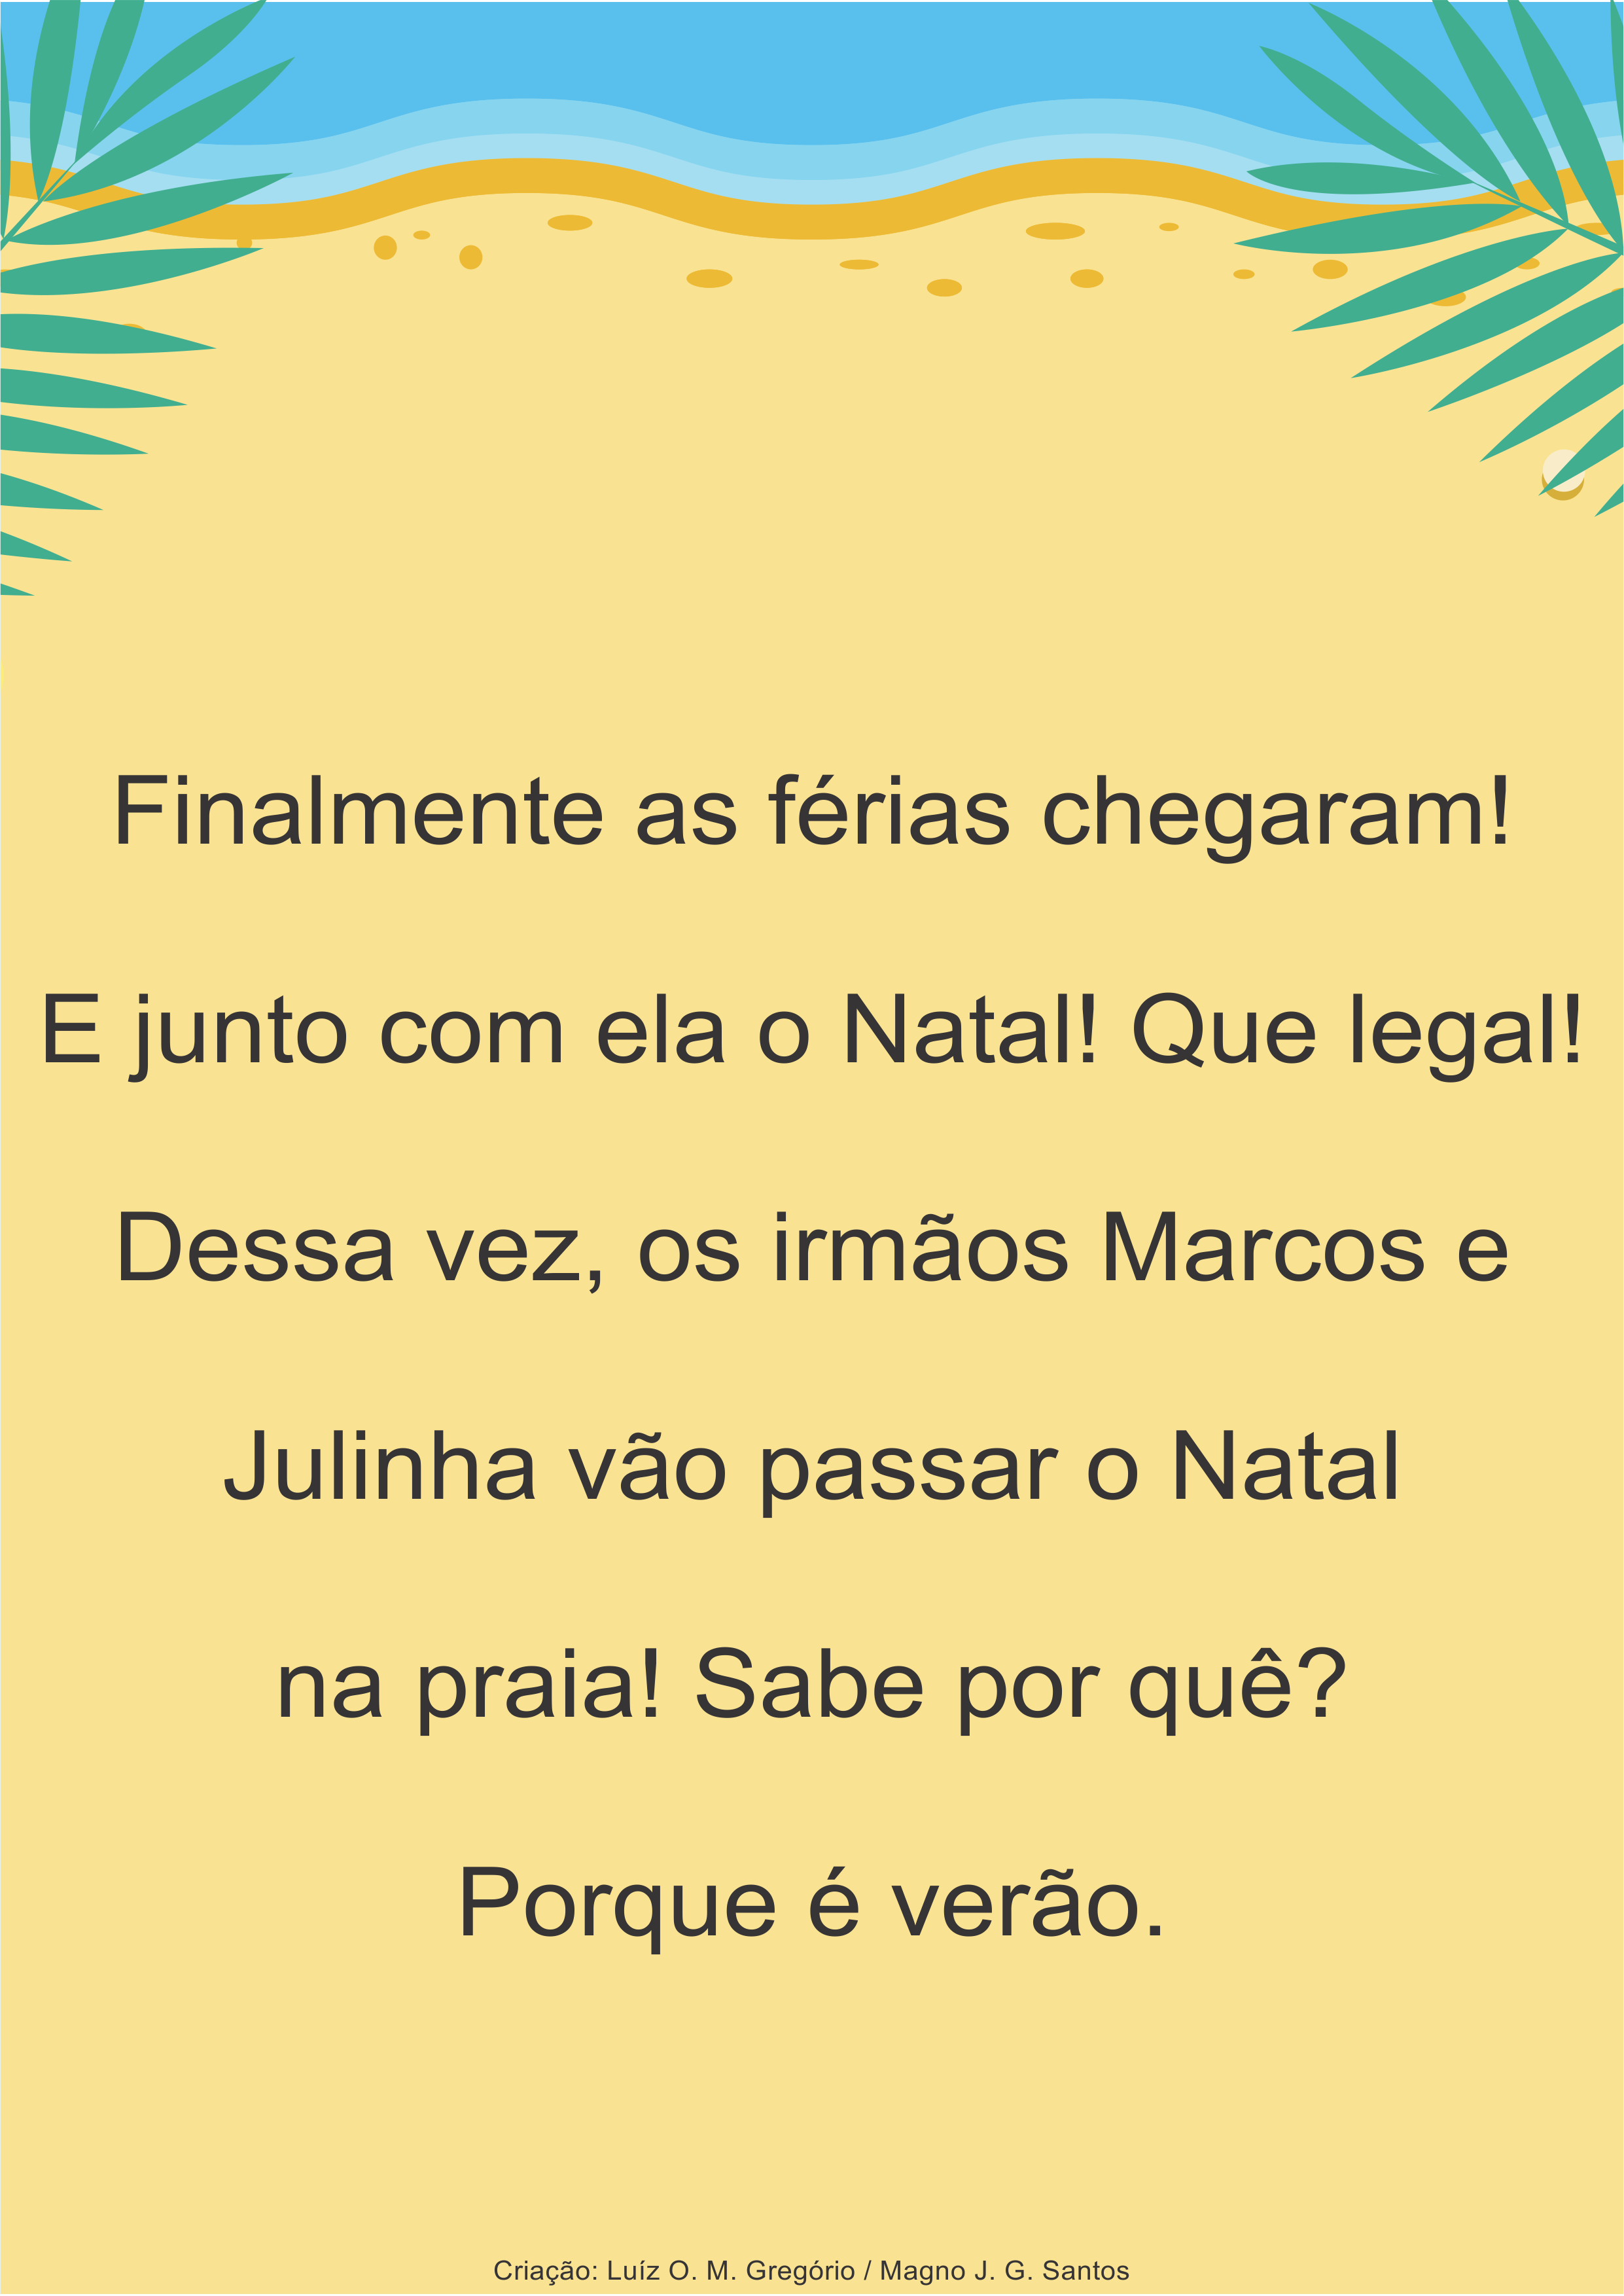 Finalmente as férias chegaram!
E junto com ela o Natal! Que legal!
Dessa vez, os irmãos Marcos e
Julinha vão passar o Natal
na praia! Sabe por quê?
Porque é verão.
Criação: Luíz O. M. Gregório / Magno J. G. Santos